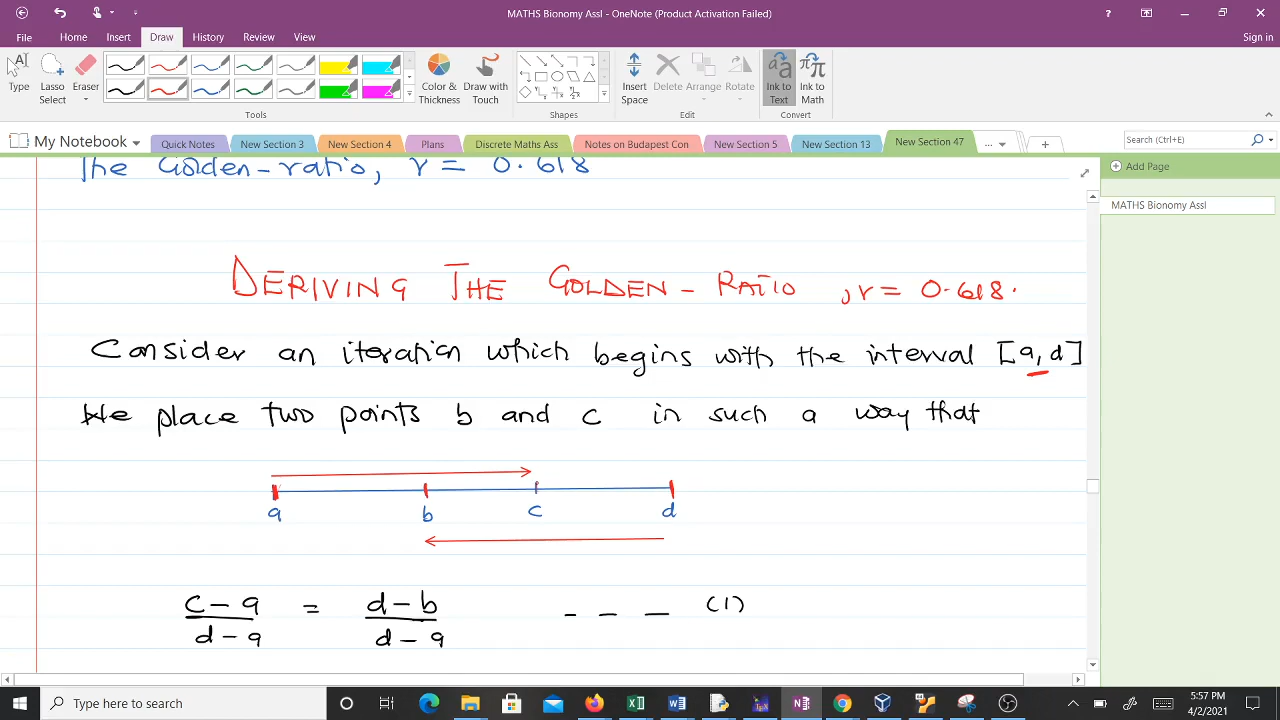 MATHS Bionomy Assl - OneNote (Product Activation Failed)
File Home Insert Draw History Review View
Type Lasso Select Eraser Color & Thickness Draw with Touch Insert Space Delete Arrange Rotate Ink to Text Ink to Math
Tools Shapes Edit Convert
My Notebook Quick Notes New Section 3 New Section 4 Plans Discrete Maths Ass Notes on Budapest Con New Section 5 New Section 13 New Section 47 ... Search (Ctrl+E)
The Golden-ratio, r = 0.618
Add Page
MATHS Bionomy Assl
DERIVING THE GOLDEN-RATIO, r = 0.618.
Consider an iteration which begins with the interval [a, d]
We place two points b and c in such a way that
a b c d
c - a = d - b - - - (1)
d - a d - a
Type here to search
5:57 PM
4/2/2021